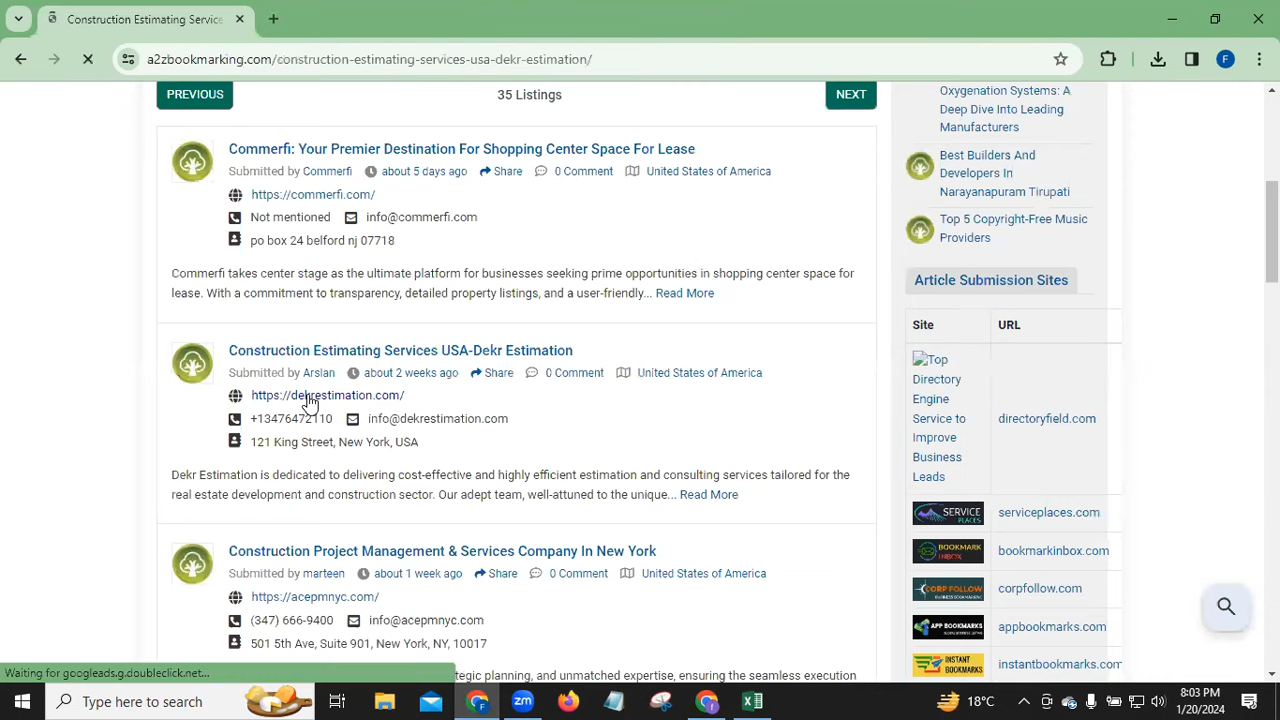 Construction Estimating Service
a2zbookmarking.com/construction-estimating-services-usa-dekr-estimation/
F
PREVIOUS
35 Listings
NEXT
Commerfi: Your Premier Destination For Shopping Center Space For Lease
Submitted by Commerfi about 5 days ago Share 0 Comment United States of America
https://commerfi.com/
Not mentioned info@commerfi.com
po box 24 belford nj 07718
Commerfi takes center stage as the ultimate platform for businesses seeking prime opportunities in shopping center space for
lease. With a commitment to transparency, detailed property listings, and a user-friendly... Read More
Construction Estimating Services USA-Dekr Estimation
Submitted by Arslan about 2 weeks ago Share 0 Comment United States of America
https://dekrestimation.com/
+13476472110 info@dekrestimation.com
121 King Street, New York, USA
Dekr Estimation is dedicated to delivering cost-effective and highly efficient estimation and consulting services tailored for the
real estate development and construction sector. Our adept team, well-attuned to the unique... Read More
Construction Project Management & Services Company In New York
Submitted by marteen about 1 week ago Share 0 Comment United States of America
https://acepmnyc.com/
(347) 666-9400 info@acepmnyc.com
501 5th Ave, Suite 901, New York, NY, 10017
tegic planning, and unmatched expertise, ensuring the seamless execution
Oxygenation Systems: A
Deep Dive Into Leading
Manufacturers
Best Builders And
Developers In
Narayanapuram Tirupati
Top 5 Copyright-Free Music
Providers
Article Submission Sites
Site URL
Top
Directory
Engine
Service to
Improve
Business
Leads
directoryfield.com
SERVICE
PLACES
serviceplaces.com
BOOKMARK
INBOX
bookmarkinbox.com
CORP FOLLOW
corpfollow.com
APP BOOKMARKS
appbookmarks.com
INSTANT
BOOKMARKS
instantbookmarks.com
Waiting for googleads.g.doubleclick.net...
Type here to search
zm
18°C
8:03 PM
1/20/2024